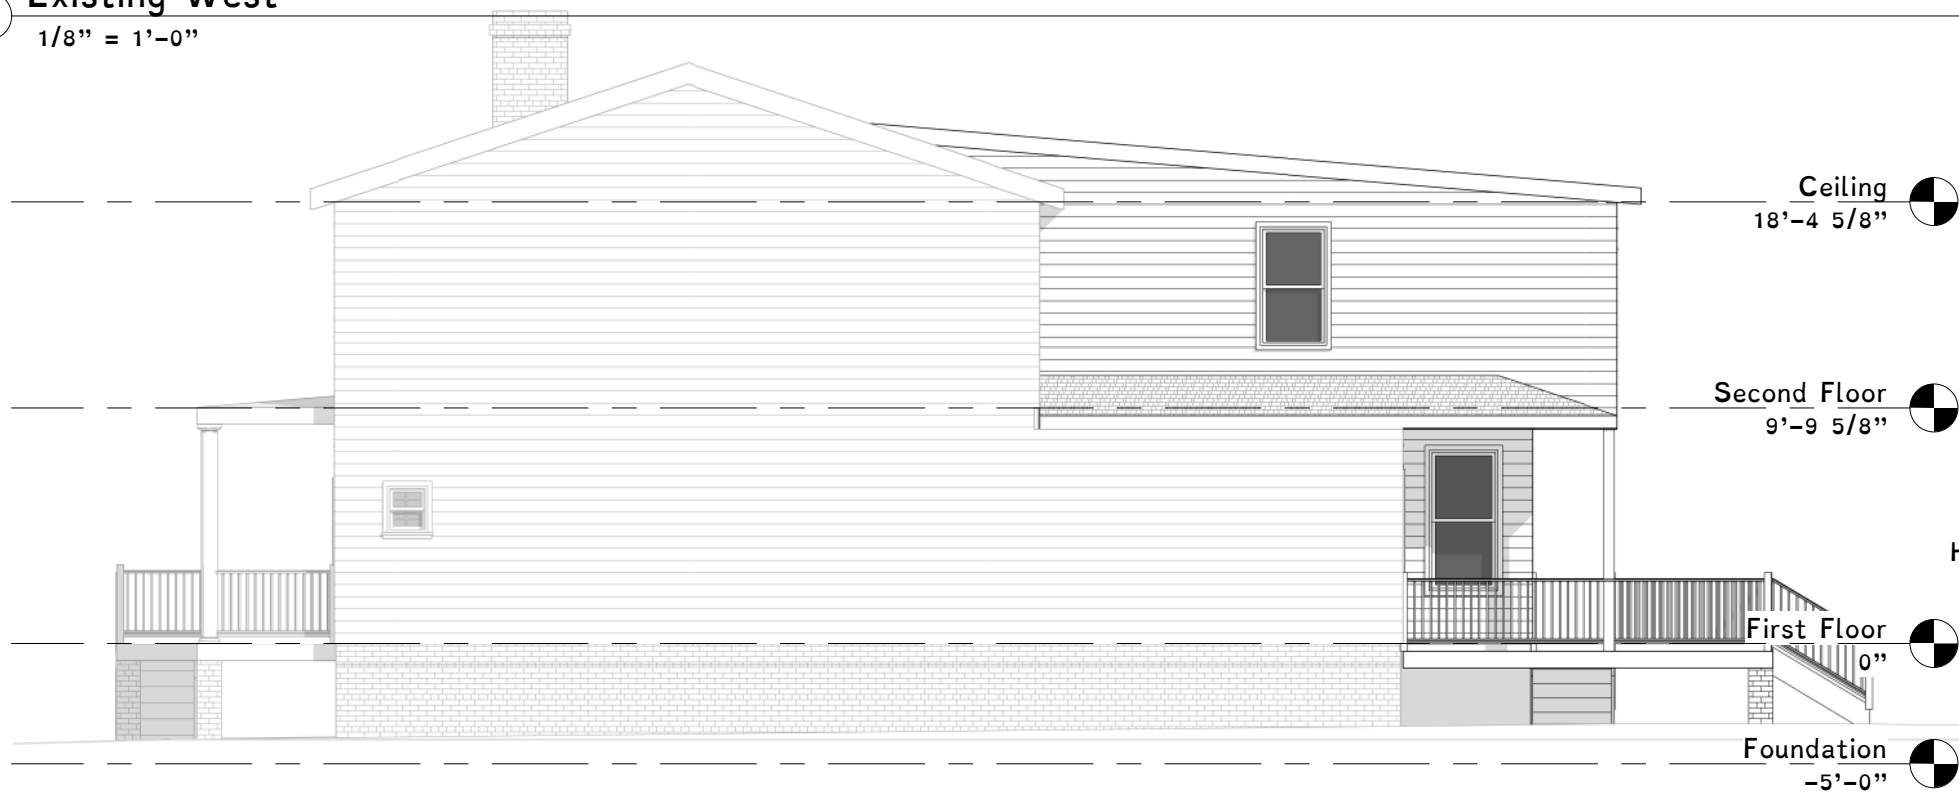 Existing West
1/8” = 1’–0”
Ceiling
18’–4 5/8”
Second Floor
9’–9 5/8”
First Floor
0”
Foundation
–5’–0”